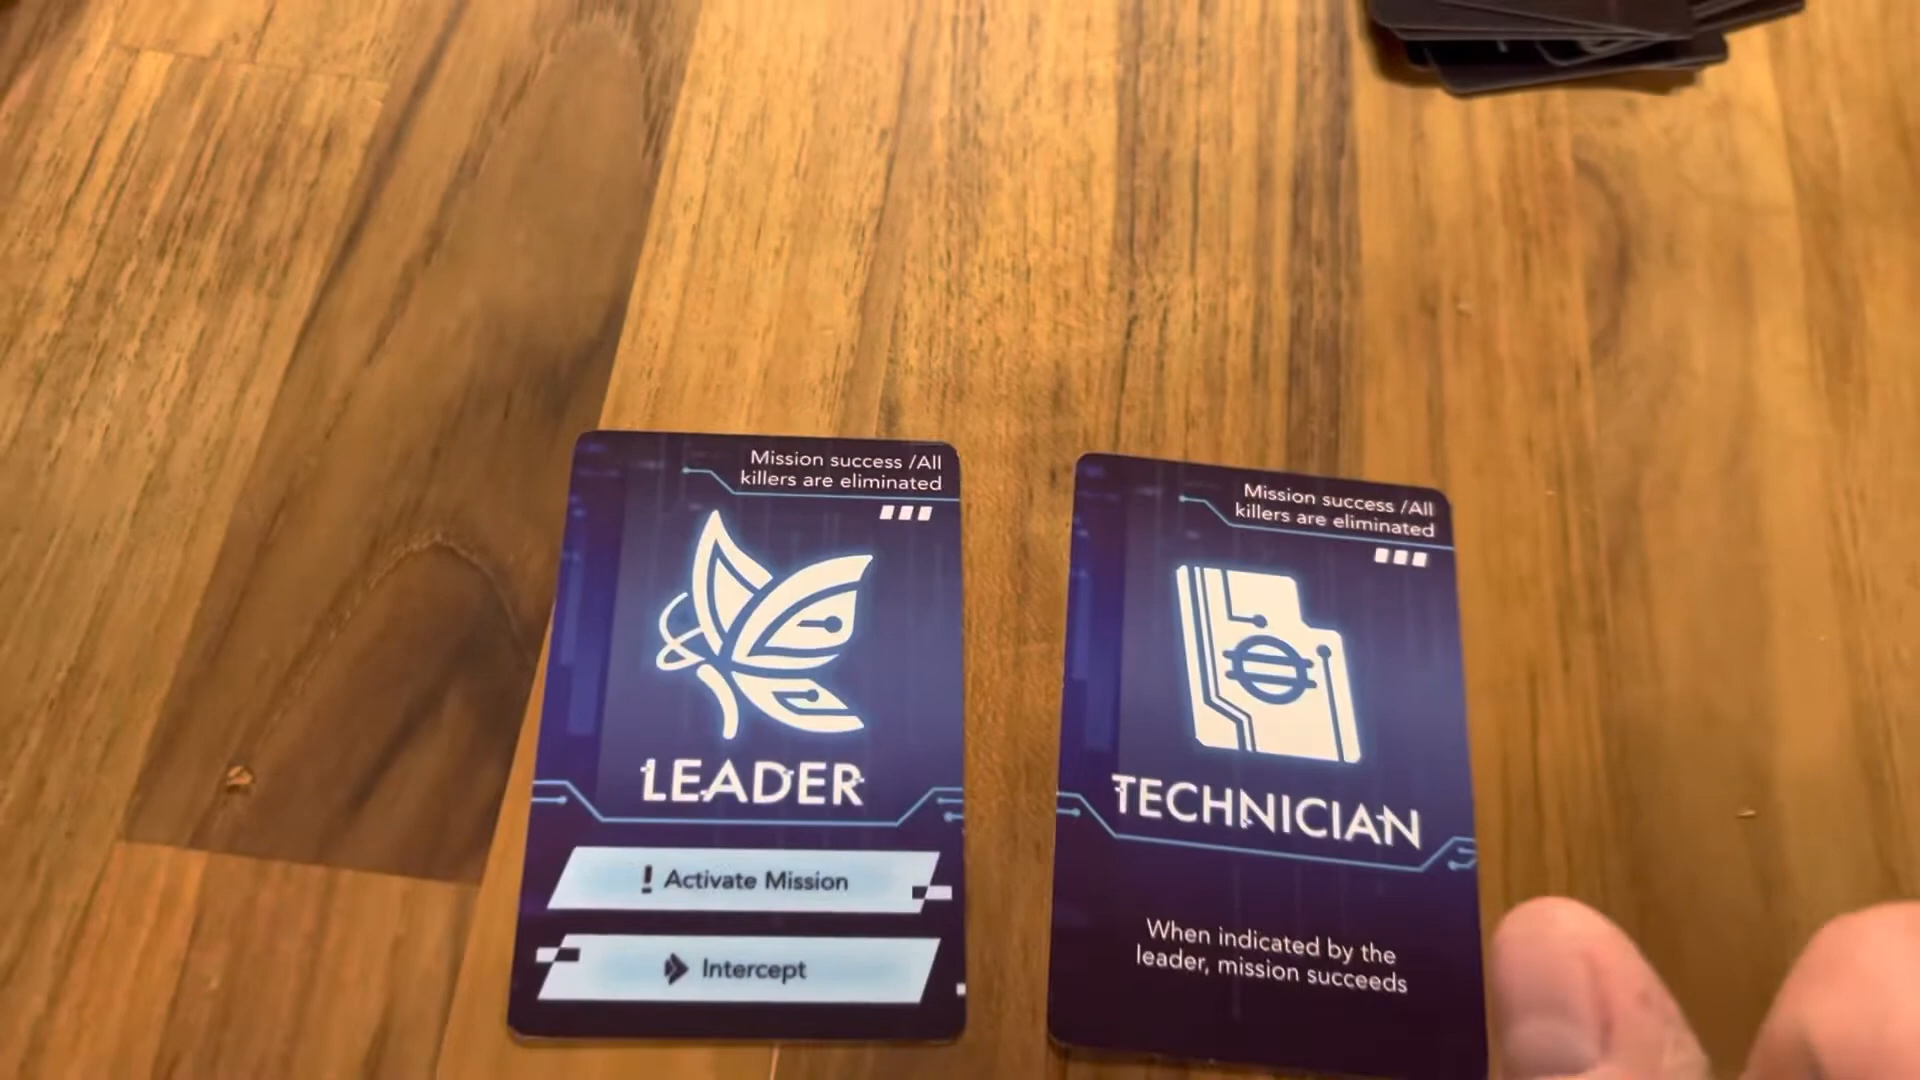 Mission success /All
killers are eliminated
LEADER
! Activate Mission
Intercept
Mission success /All
killers are eliminated
TECHNICIAN
When indicated by the
leader, mission succeeds